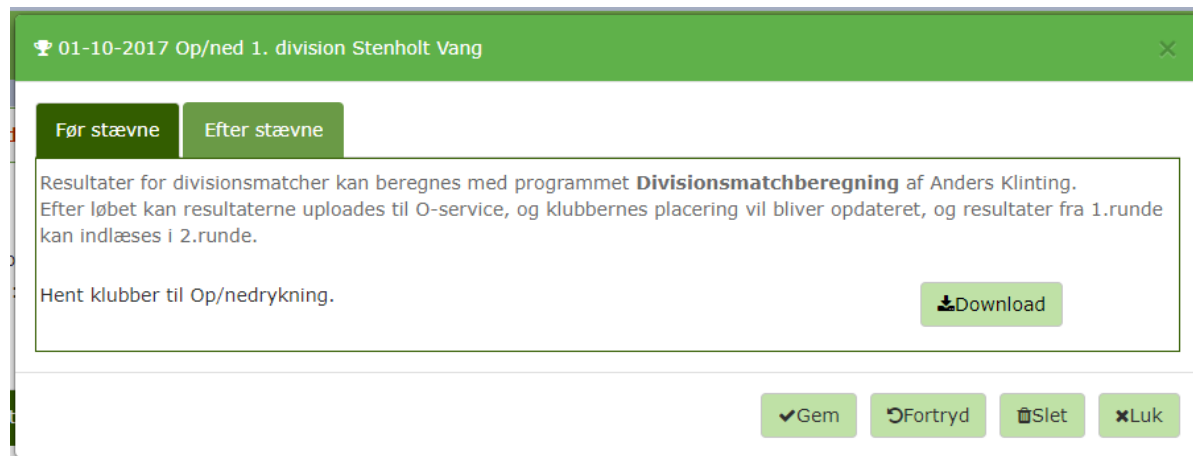 01-10-2017 Op/ned 1. division Stenholt Vang
Før stævne
Efter stævne
Resultater for divisionsmatcher kan beregnes med programmet Divisionsmatchberegning af Anders Klinting.
Efter løbet kan resultaterne uploades til O-service, og klubbernes placering vil bliver opdateret, og resultater fra 1.runde
kan indlæses i 2.runde.
Hent klubber til Op/nedrykning.
Download
Gem
Fortryd
Slet
Luk